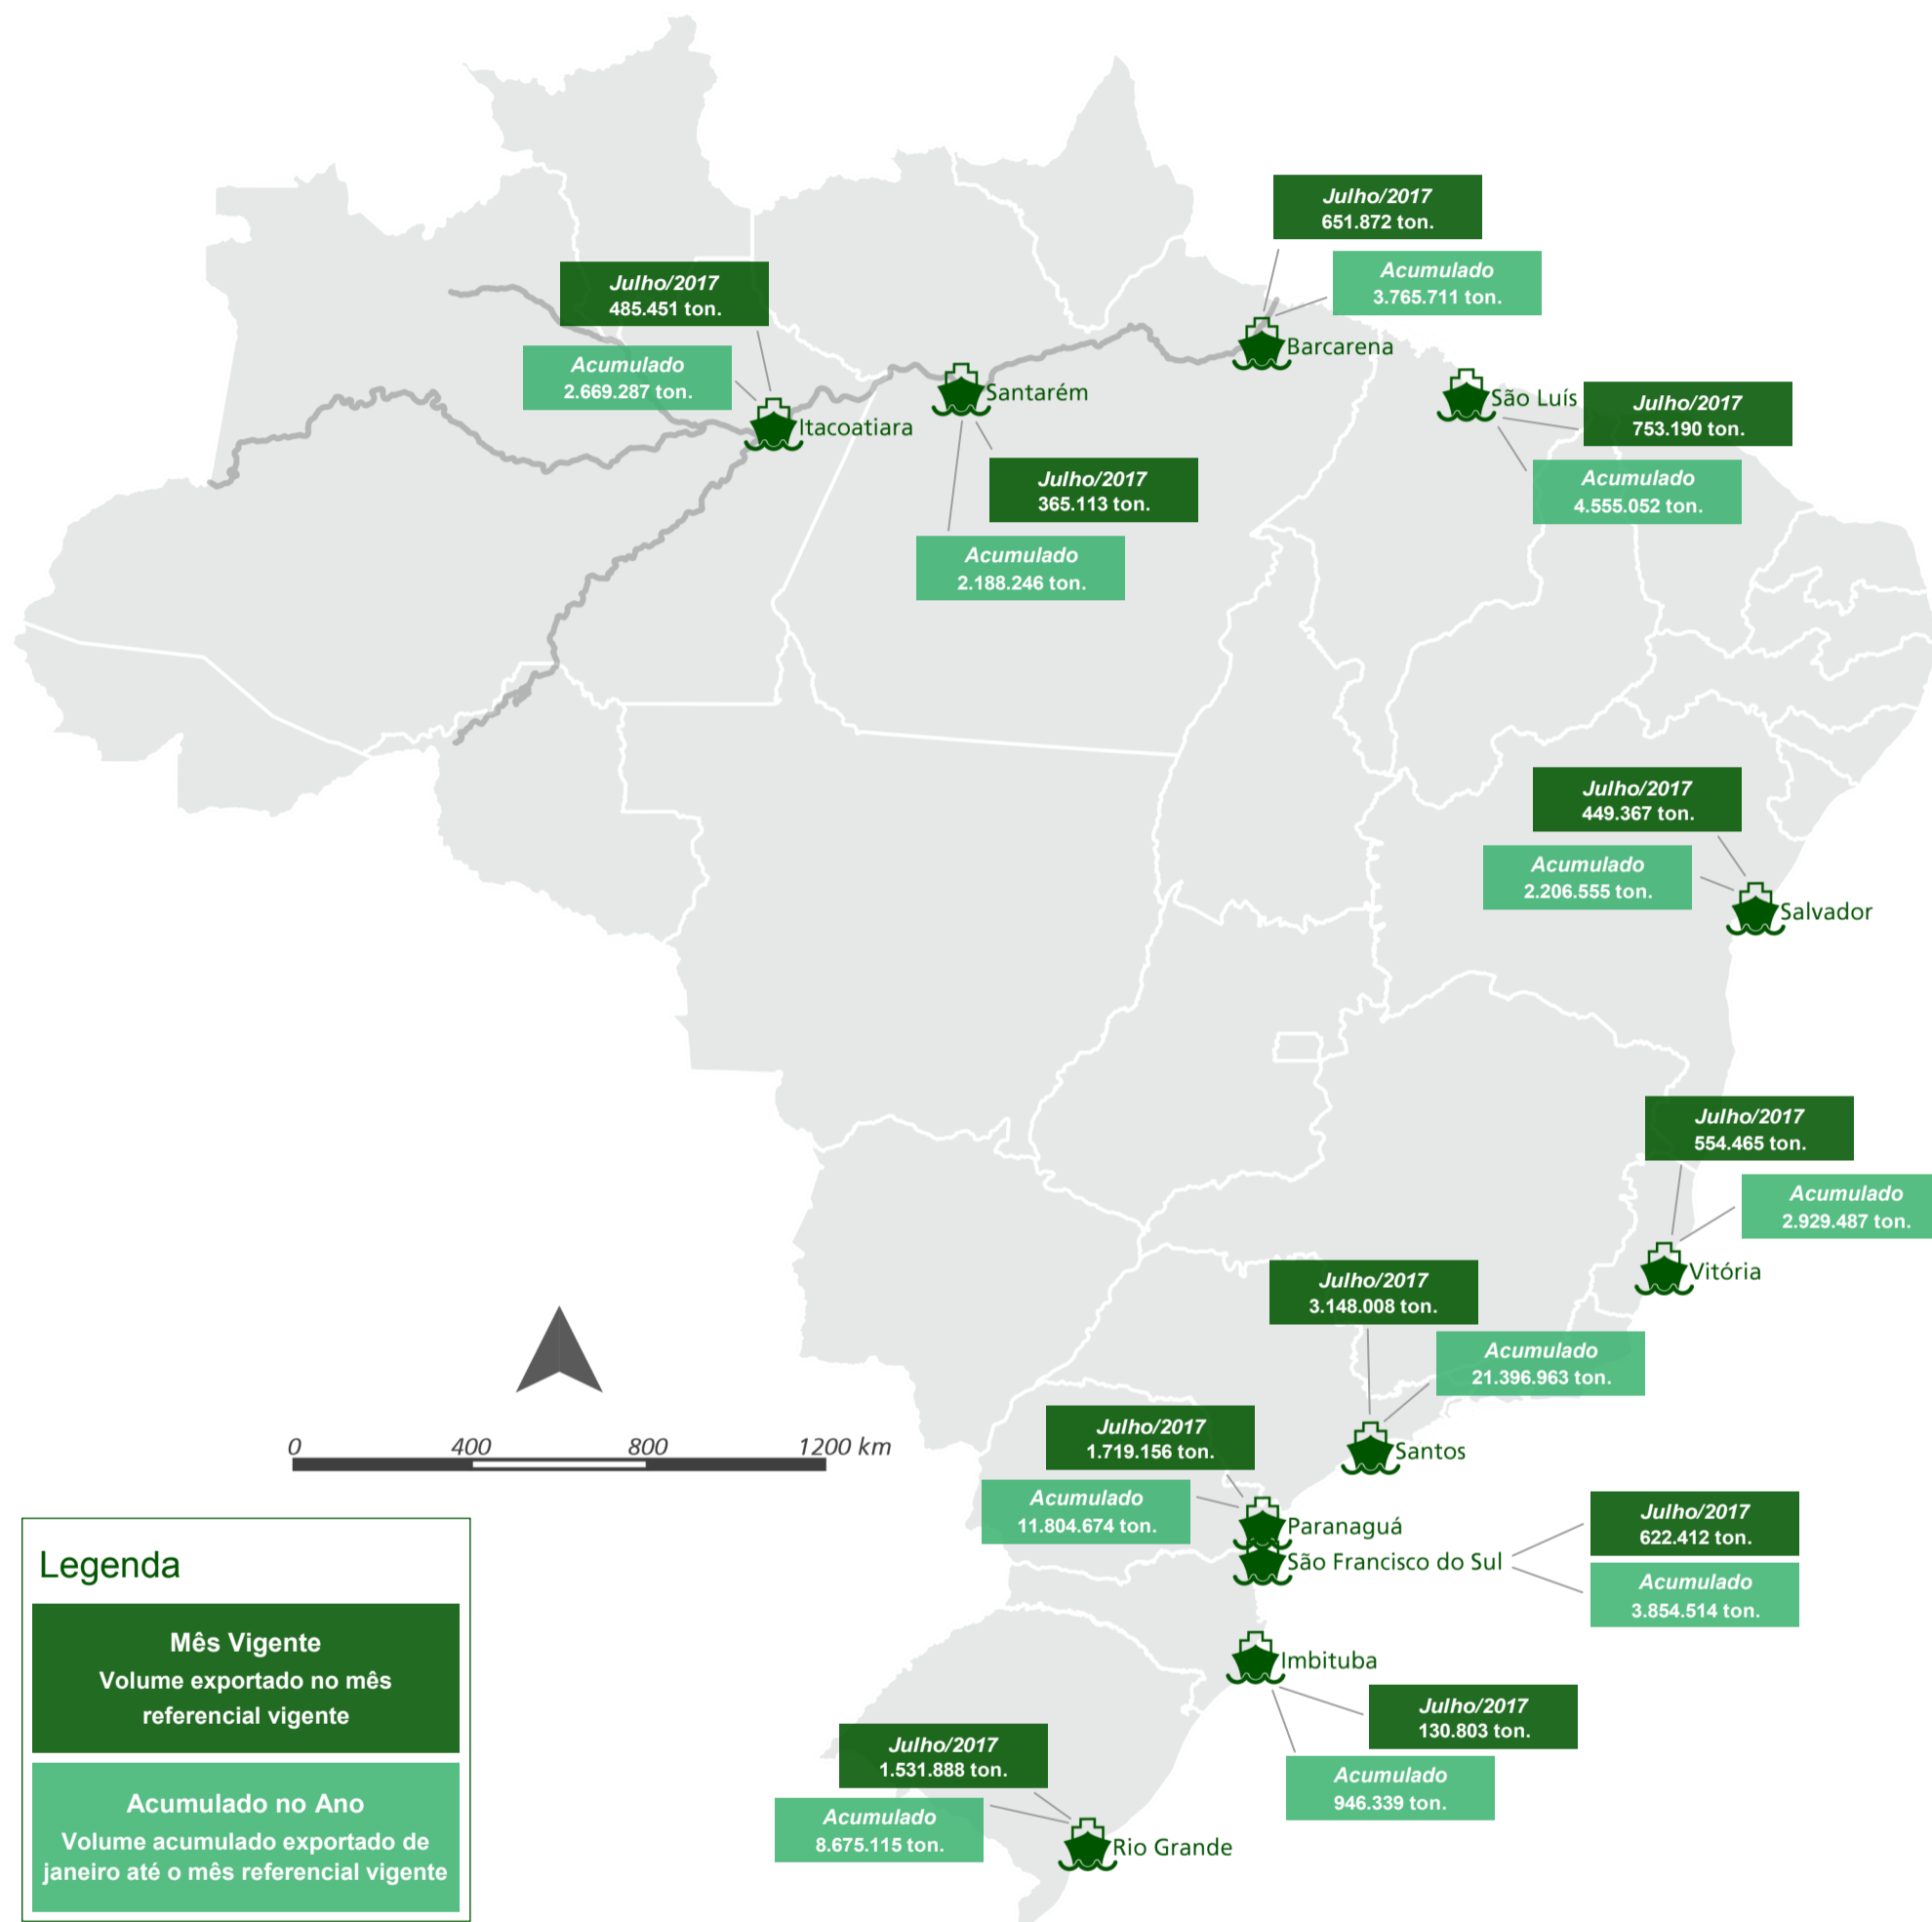 Julho/2017
651.872 ton.
Acumulado
3.765.711 ton.
Barcarena
Julho/2017
485.451 ton.
Acumulado
2.669.287 ton.
Itacoatiara
Santarém
Julho/2017
365.113 ton.
Acumulado
2.188.246 ton.
São Luís
Julho/2017
753.190 ton.
Acumulado
4.555.052 ton.
Julho/2017
449.367 ton.
Acumulado
2.206.555 ton.
Salvador
Julho/2017
554.465 ton.
Acumulado
2.929.487 ton.
Vitória
Julho/2017
3.148.008 ton.
Acumulado
21.396.963 ton.
Santos
Julho/2017
1.719.156 ton.
Acumulado
11.804.674 ton.
Paranaguá
São Francisco do Sul
Julho/2017
622.412 ton.
Acumulado
3.854.514 ton.
Imbituba
Julho/2017
130.803 ton.
Acumulado
946.339 ton.
Julho/2017
1.531.888 ton.
Acumulado
8.675.115 ton.
Rio Grande
0 400 800 1200 km
Legenda
Mês Vigente
Volume exportado no mês
referencial vigente
Acumulado no Ano
Volume acumulado exportado de
janeiro até o mês referencial vigente